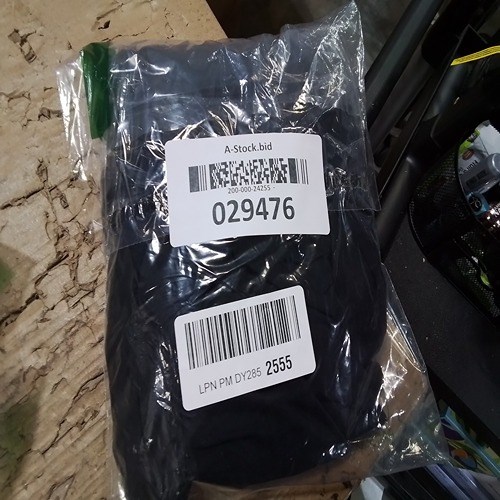 A-Stock.bid
200-000-24255 -
029476
LPN PM DY285 2555